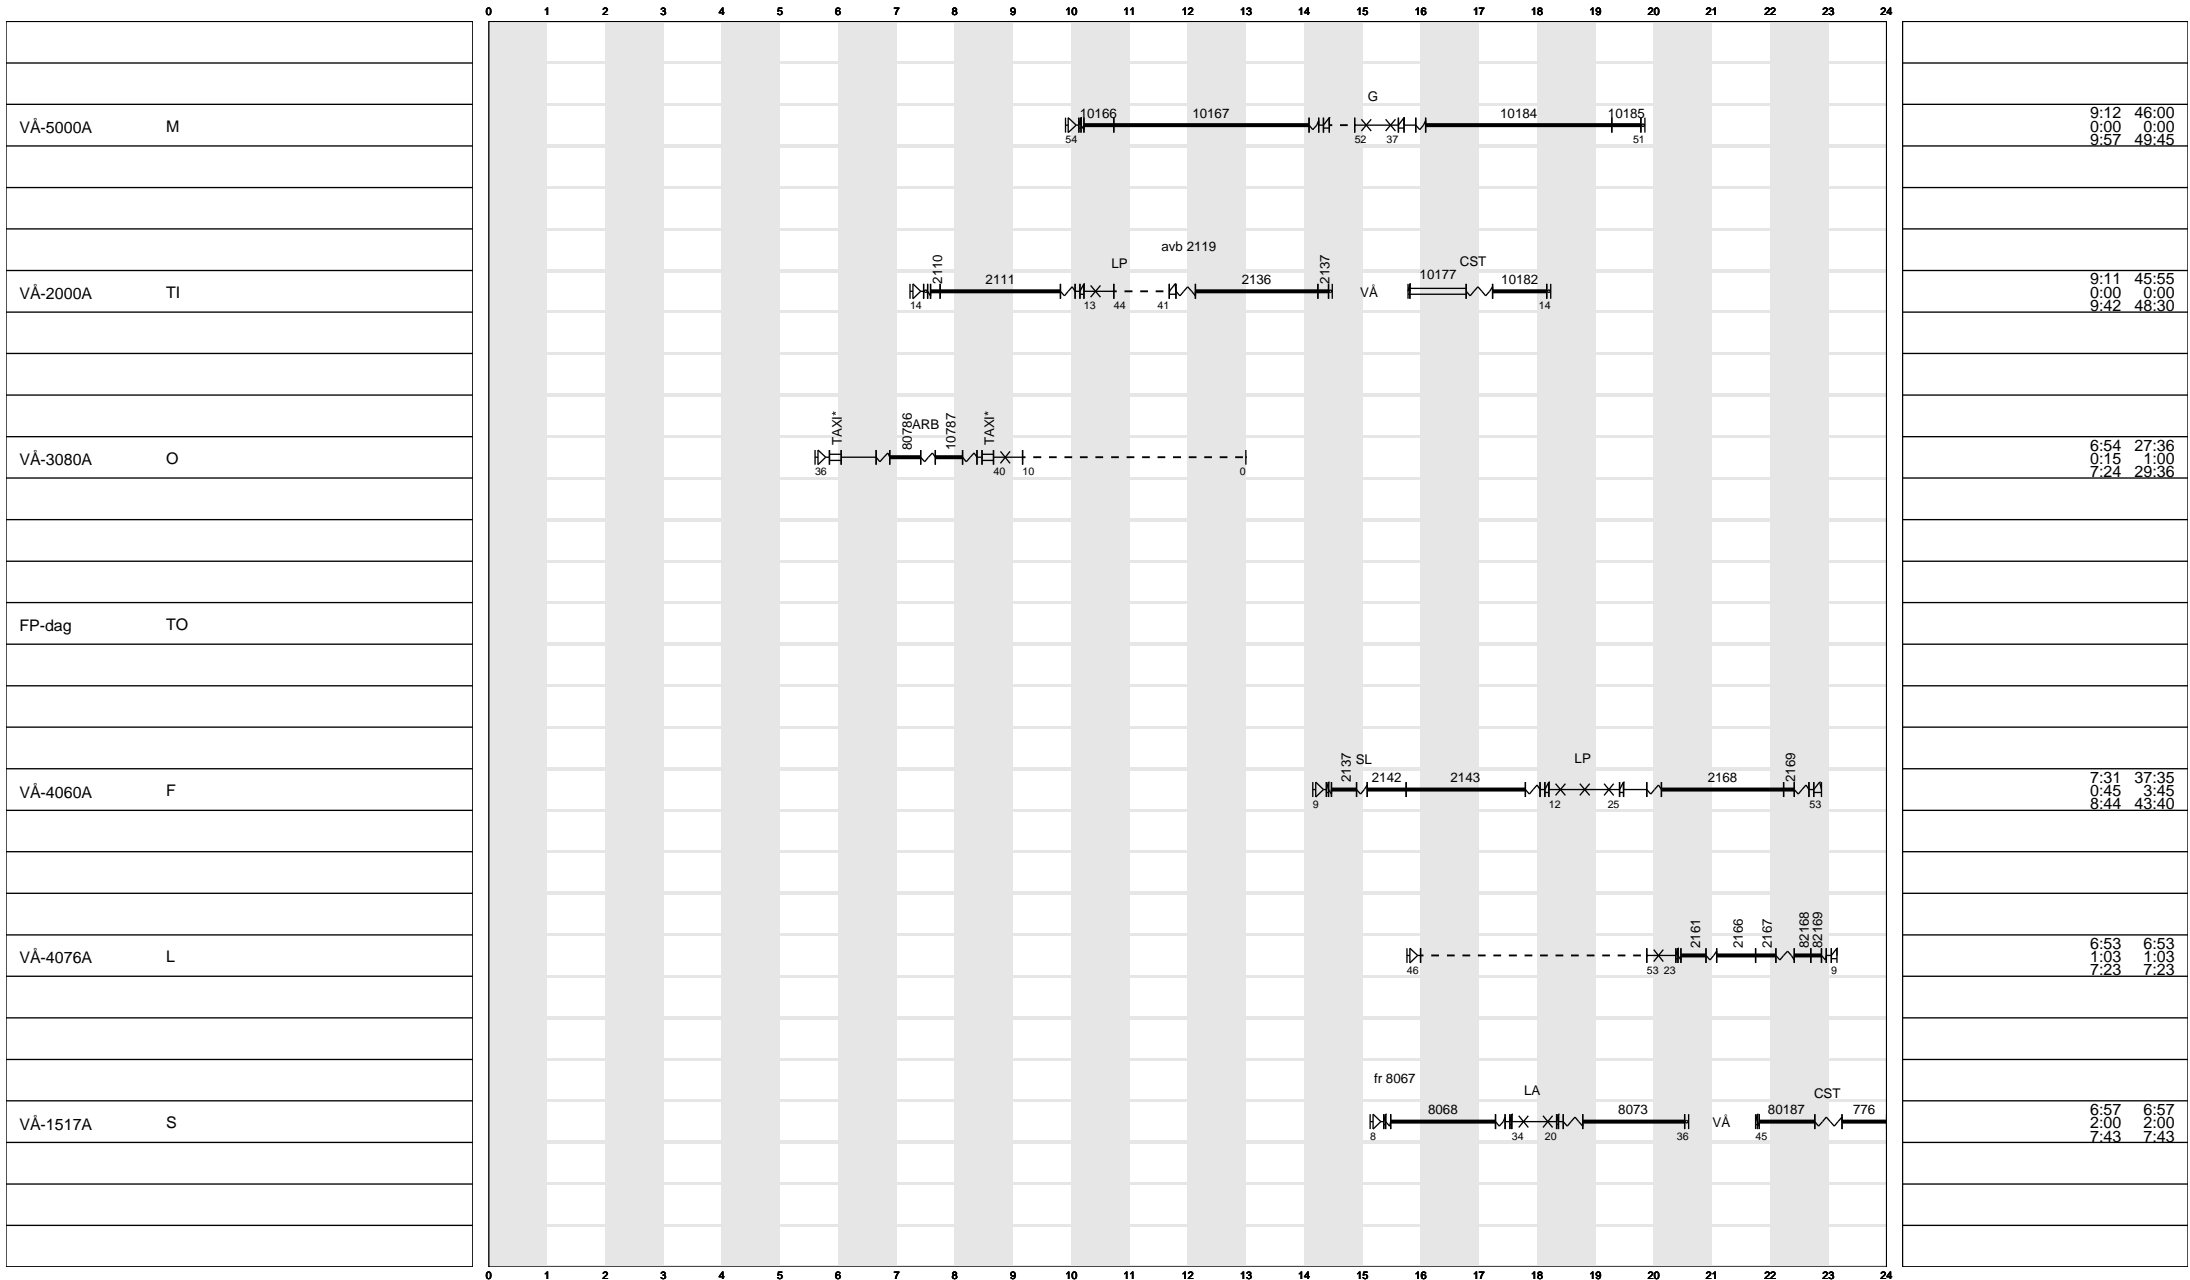 0 1 2 3 4 5 6 7 8 9 10 11 12 13 14 15 16 17 18 19 20 21 22 23 24
G
VÅ-5000A M 10166 10167 10184 10185 9:12 46:00
0:00 0:00
54 52 37 51 9:57 49:45
avb 2119
LP CST
VÅ-2000A TI 2110 2111 2136 2137 VÅ 10177 10182 9:11 45:55
0:00 0:00
14 13 44 41 14 9:42 48:30
VÅ-3080A O TAXI* 80786 ARB 10787 TAXI* 6:54 27:36
0:15 1:00
36 40 10 0 7:24 29:36
FP-dag TO
SL LP
VÅ-4060A F 2137 2142 2143 2168 2169 7:31 37:35
0:45 3:45
9 12 25 53 8:44 43:40
VÅ-4076A L 2161 2166 2167 82168 82169 6:53 6:53
1:03 1:03
46 53 23 9 7:23 7:23
fr 8067
LA CST
VÅ-1517A S 8068 8073 VÅ 80187 776 6:57 6:57
2:00 2:00
8 34 20 36 45 7:43 7:43
0 1 2 3 4 5 6 7 8 9 10 11 12 13 14 15 16 17 18 19 20 21 22 23 24